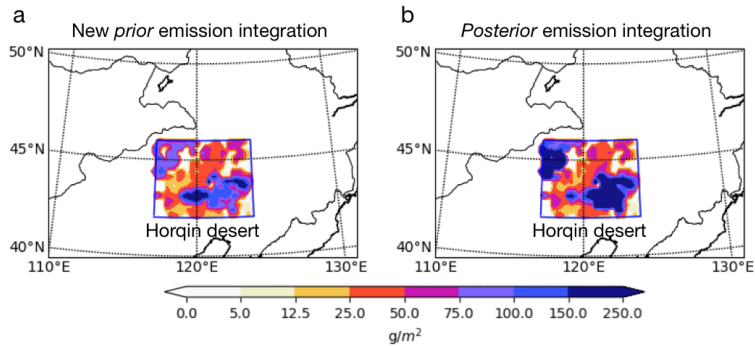 a
New prior emission integration
50°N
45°N
40°N
110°E
120°E
130°E
Horqin desert
b
Posterior emission integration
50°N
45°N
40°N
110°E
120°E
130°E
Horqin desert
0.0 5.0 12.5 25.0 50.0 75.0 100.0 150.0 250.0
g/m²